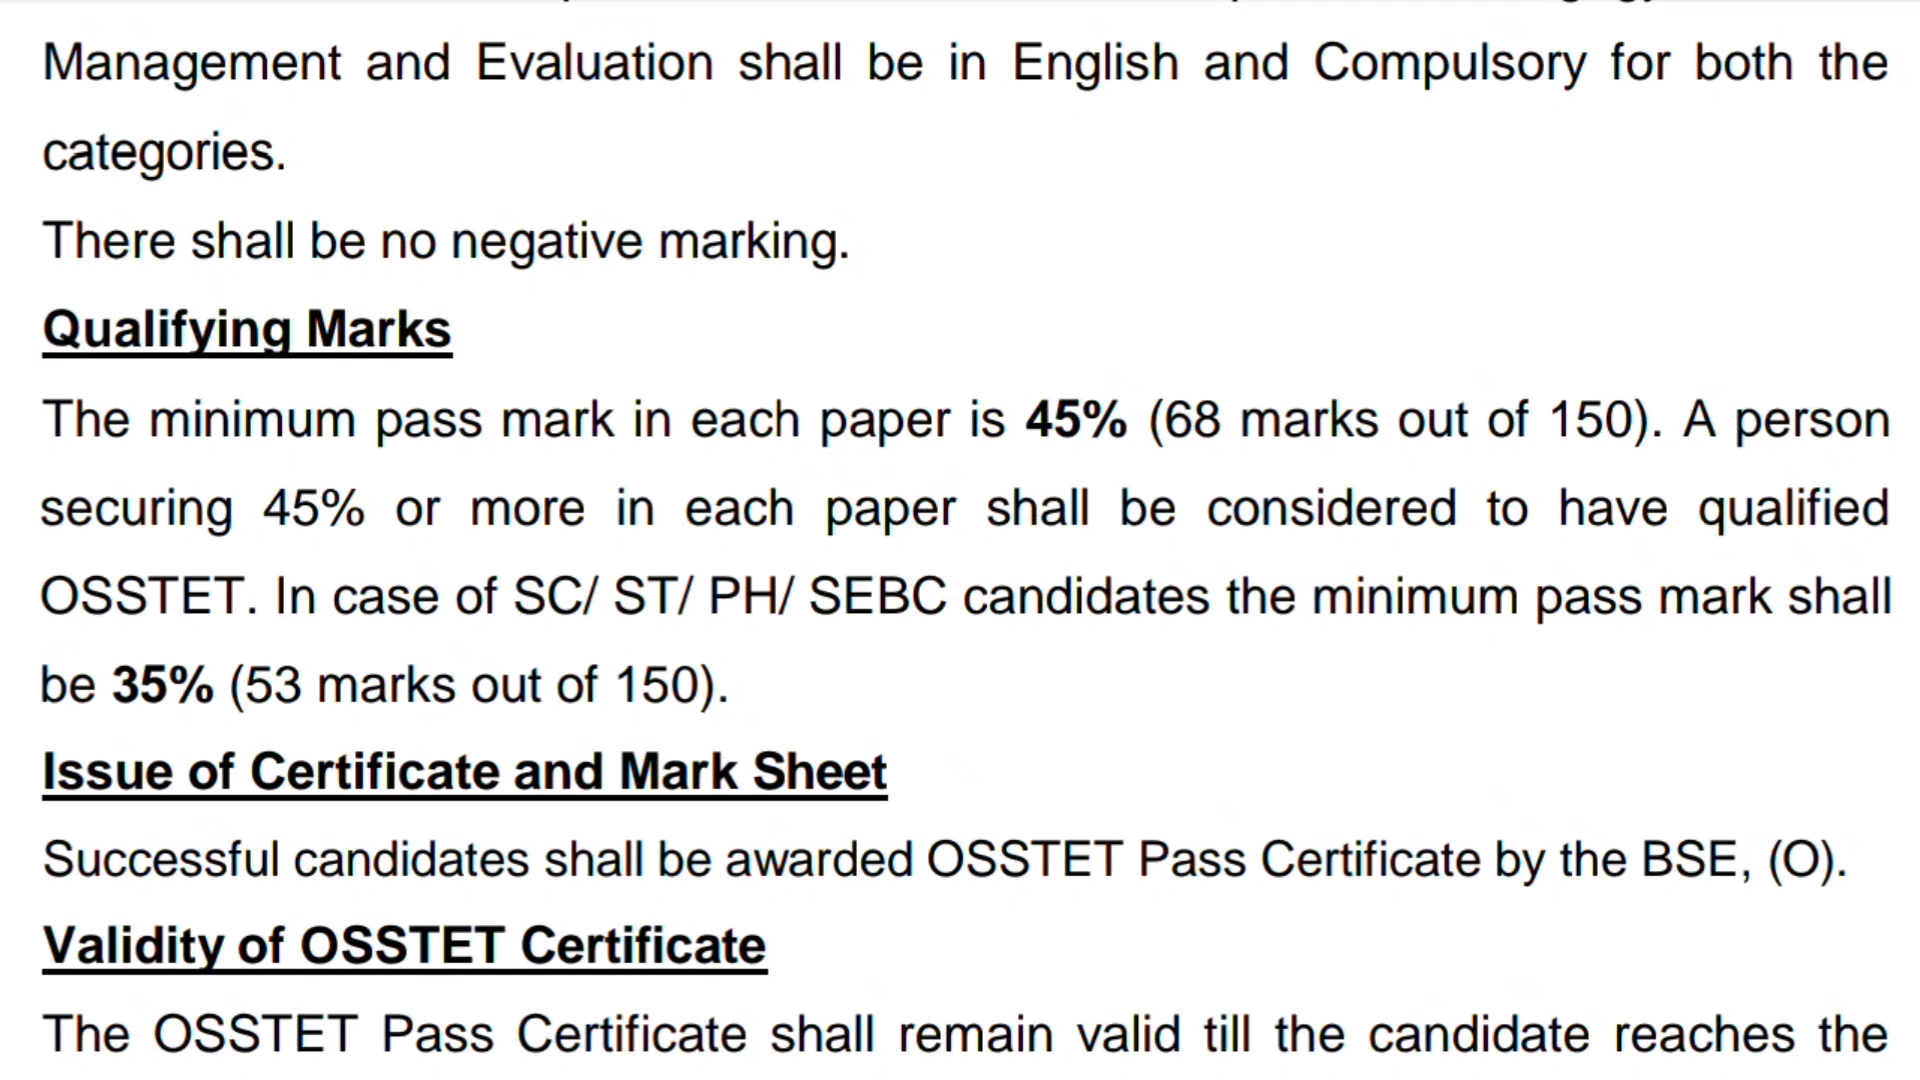 Management and Evaluation shall be in English and Compulsory for both the
categories.
There shall be no negative marking.
Qualifying Marks
The minimum pass mark in each paper is 45% (68 marks out of 150). A person
securing 45% or more in each paper shall be considered to have qualified
OSSTET. In case of SC/ ST/ PH/ SEBC candidates the minimum pass mark shall
be 35% (53 marks out of 150).
Issue of Certificate and Mark Sheet
Successful candidates shall be awarded OSSTET Pass Certificate by the BSE, (O).
Validity of OSSTET Certificate
The OSSTET Pass Certificate shall remain valid till the candidate reaches the